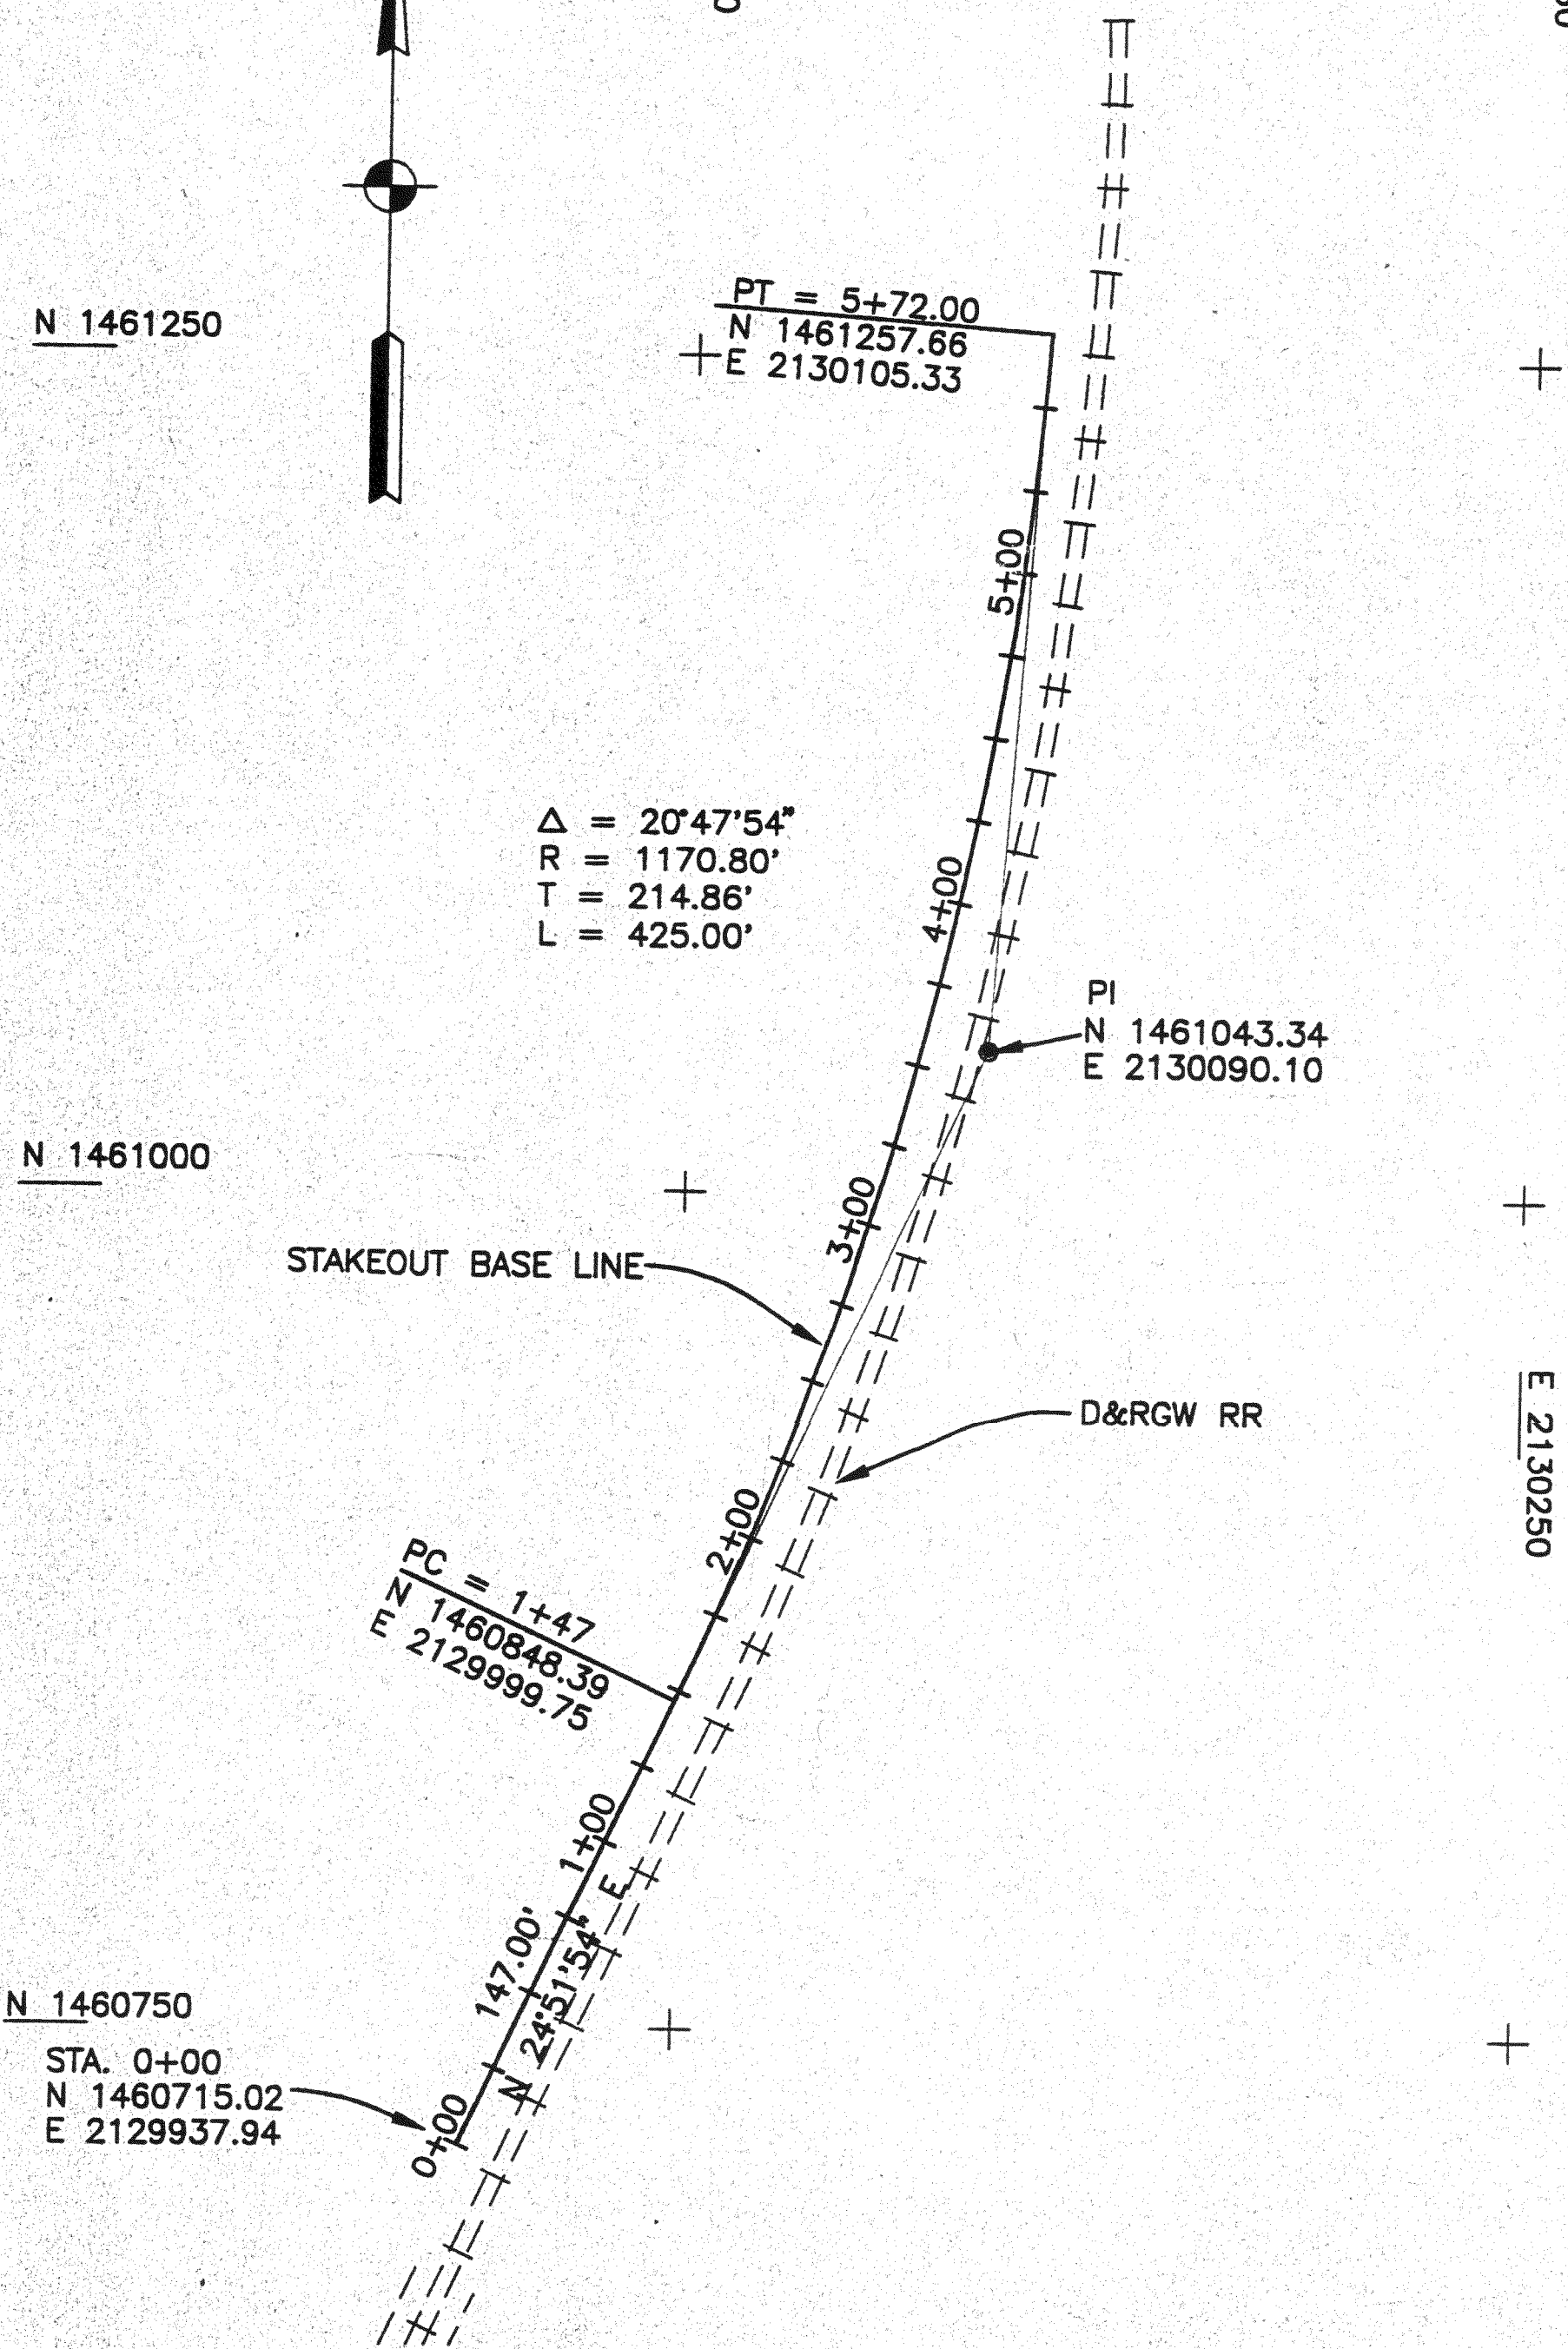 N 1461250
PT = 5+72.00
N 1461257.66
E 2130105.33
5+00
Δ = 20°47'54"
R = 1170.80'
T = 214.86'
L = 425.00'
4+00
PI
N 1461043.34
E 2130090.10
N 1461000
3+00
STAKEOUT BASE LINE
D&RGW RR
E 2130250
2+00
PC = 1+47
N 1460848.39
E 2129999.75
1+00
147.00'
N 24°51'54" E
N 1460750
STA. 0+00
N 1460715.02
E 2129937.94
0+00